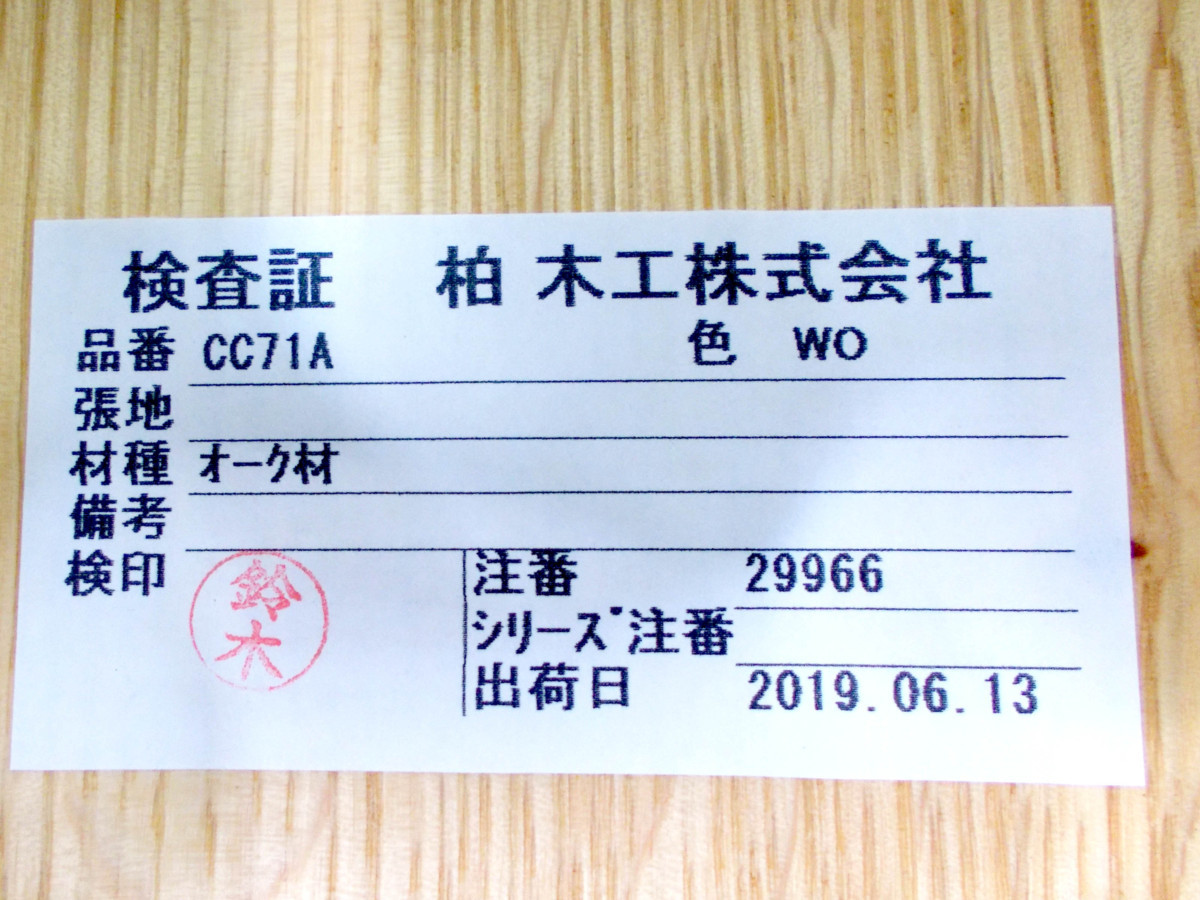 検査証 柏木工株式会社
品番 CC71A 色 WO
張地
材種 オーク材
備考
検印 鈴木
注番 29966
シリーズ注番
出荷日 2019.06.13